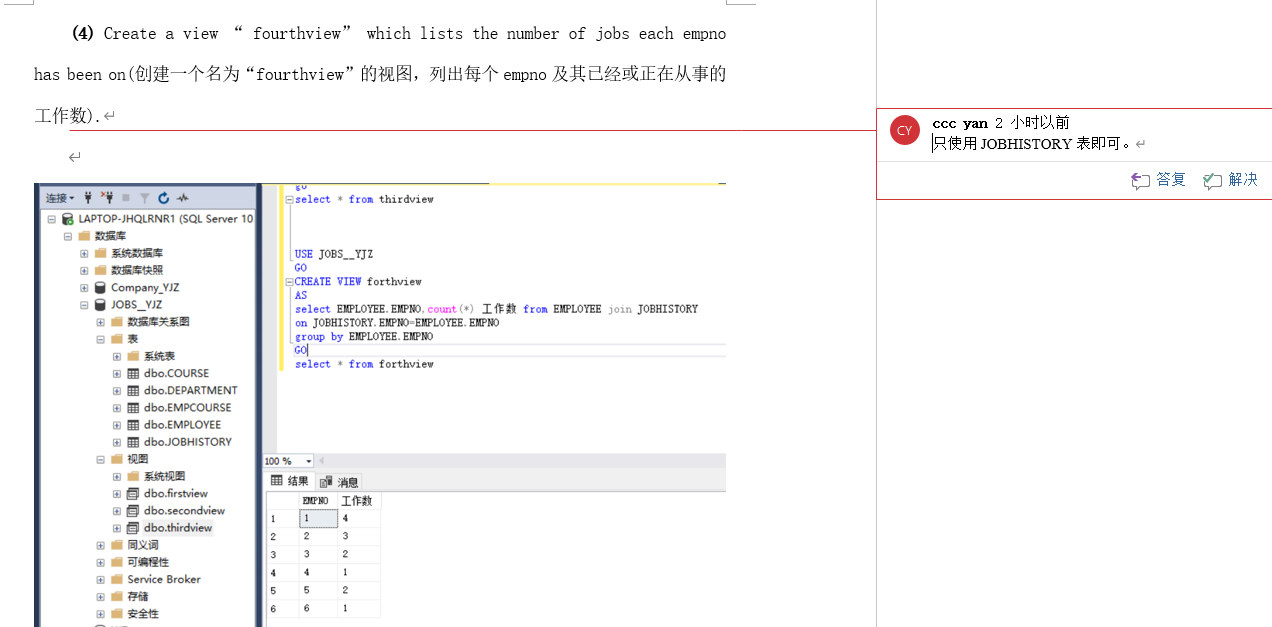 (4) Create a view “ fourthview” which lists the number of jobs each empno
has been on(创建一个名为“fourthview”的视图，列出每个 empno 及其已经或正在从事的
工作数).↵
↵
CY
ccc yan 2 小时以前
只使用 JOBHISTORY 表即可。↵
答复 解决
连接
LAPTOP-JHQLRNR1 (SQL Server 10
数据库
系统数据库
数据库快照
Company_YJZ
JOBS__YJZ
数据库关系图
表
系统表
dbo.COURSE
dbo.DEPARTMENT
dbo.EMPCOURSE
dbo.EMPLOYEE
dbo.JOBHISTORY
视图
系统视图
dbo.firstview
dbo.secondview
dbo.thirdview
同义词
可编程性
Service Broker
存储
安全性
go
select * from thirdview
USE JOBS__YJZ
GO
CREATE VIEW forthview
AS
select EMPLOYEE.EMPNO,count(*) 工作数 from EMPLOYEE join JOBHISTORY
on JOBHISTORY.EMPNO=EMPLOYEE.EMPNO
group by EMPLOYEE.EMPNO
GO
select * from forthview
100 %
结果 消息
EMPNO 工作数
1 1 4
2 2 3
3 3 2
4 4 1
5 5 2
6 6 1